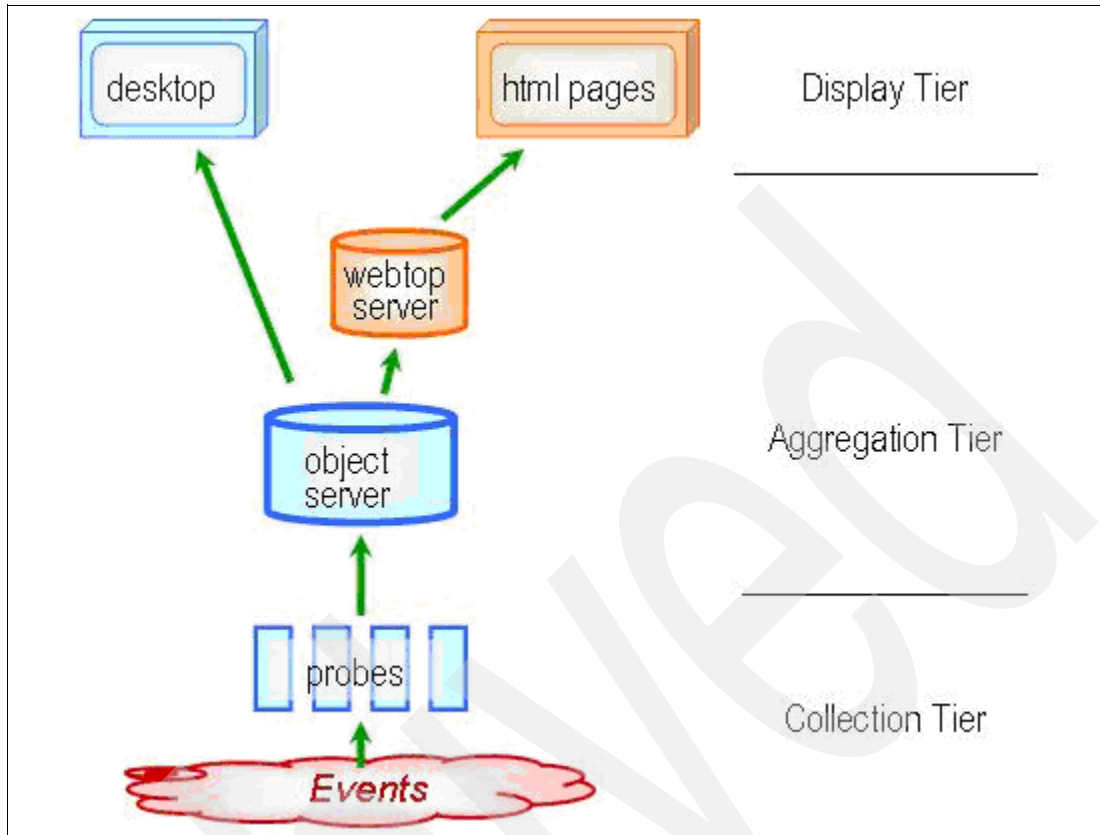 desktop
html pages
Display Tier
webtop
server
object
server
Aggregation Tier
probes
Collection Tier
Events